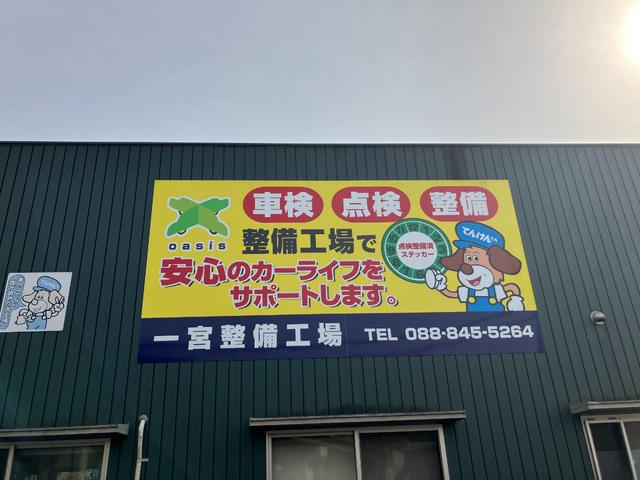 車検 点検 整備
oasis
整備工場で
安心のカーライフを
サポートします。
点検整備済
ステッカー
てんけんくん
一宮整備工場 TEL 088-845-5264